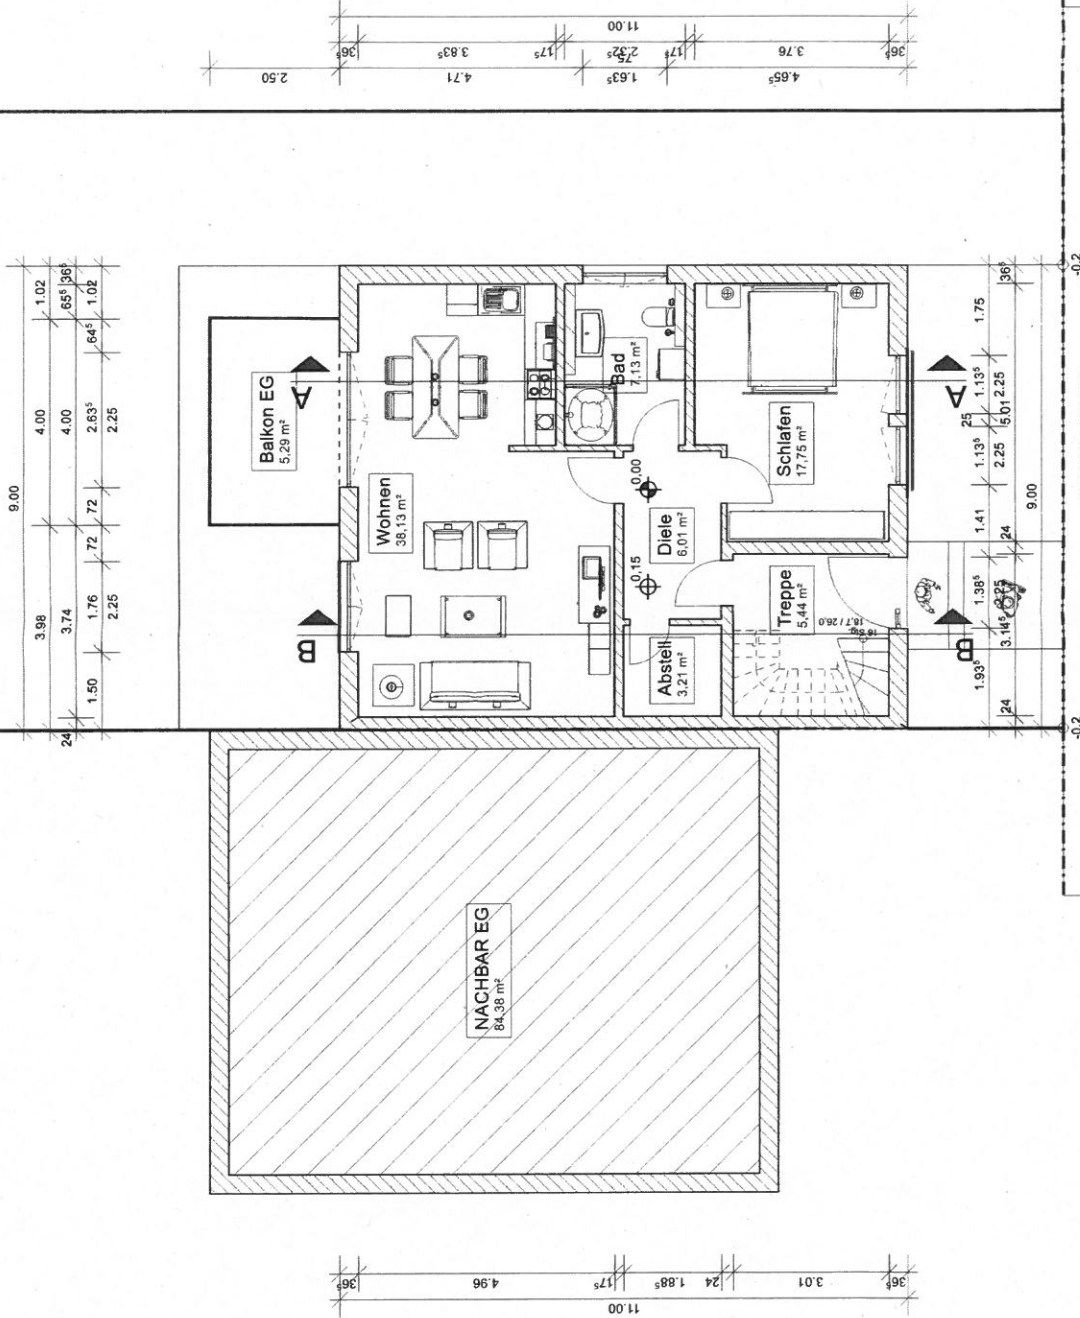 11.00
36⁵
3.83⁵
17⁵
2.32⁵
17⁵
3.76
36⁵
2.50
4.71
75
1.63⁵
4.65⁵
9.00
1.02
4.00
3.98
36⁵
65⁵
4.00
3.74
24
1.02
64⁵
2.63⁵
2.25
72
72
1.76
2.25
1.50
Balkon EG
5,29 m²
A
B
Wohnen
38,13 m²
Bad
7,13 m²
Schlafen
17,75 m²
0,00
Diele
6,01 m²
0,15
Treppe
5,44 m²
16 Stg
18.7 / 26.0
Abstell
3,21 m²
A
B
36⁵
1.75
1.13⁵
2.25
25
5.01
1.13⁵
2.25
1.41
24
9.00
1.38⁵
2.25
3.14⁵
1.93⁵
24
-0.2
-0.2
NACHBAR EG
84,38 m²
36⁵
4.96
17⁵
1.88⁵
24
3.01
36⁵
11.00